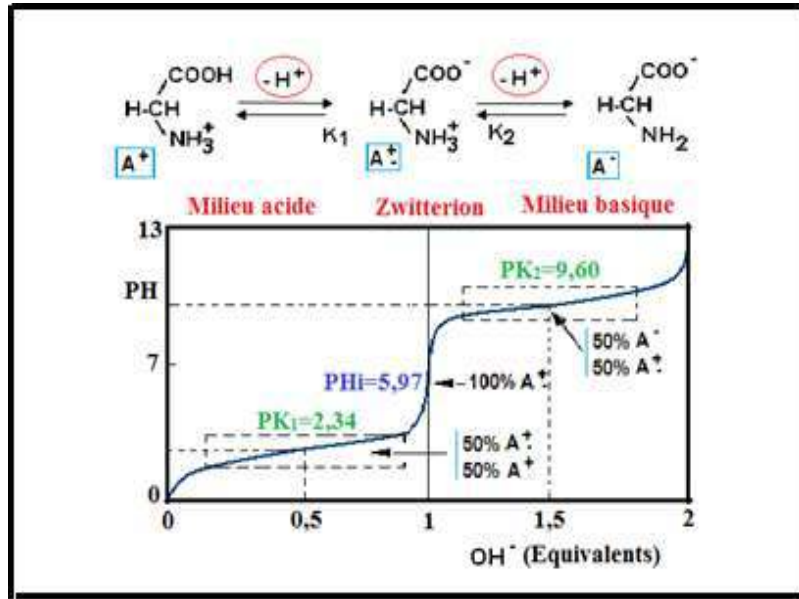 COOH
-H⁺
COO⁻
-H⁺
COO⁻
H-CH
H-CH
H-CH
NH₃⁺
K₁
NH₃⁺
K₂
NH₂
A⁺
A±
A⁻
Milieu acide
Zwitterion
Milieu basique
13
PH
7
0
PK₂=9,60
50% A⁻
50% A±
PHi=5,97
100% A±
PK₁=2,34
50% A±
50% A⁺
0
0,5
1
1,5
2
OH⁻ (Equivalents)